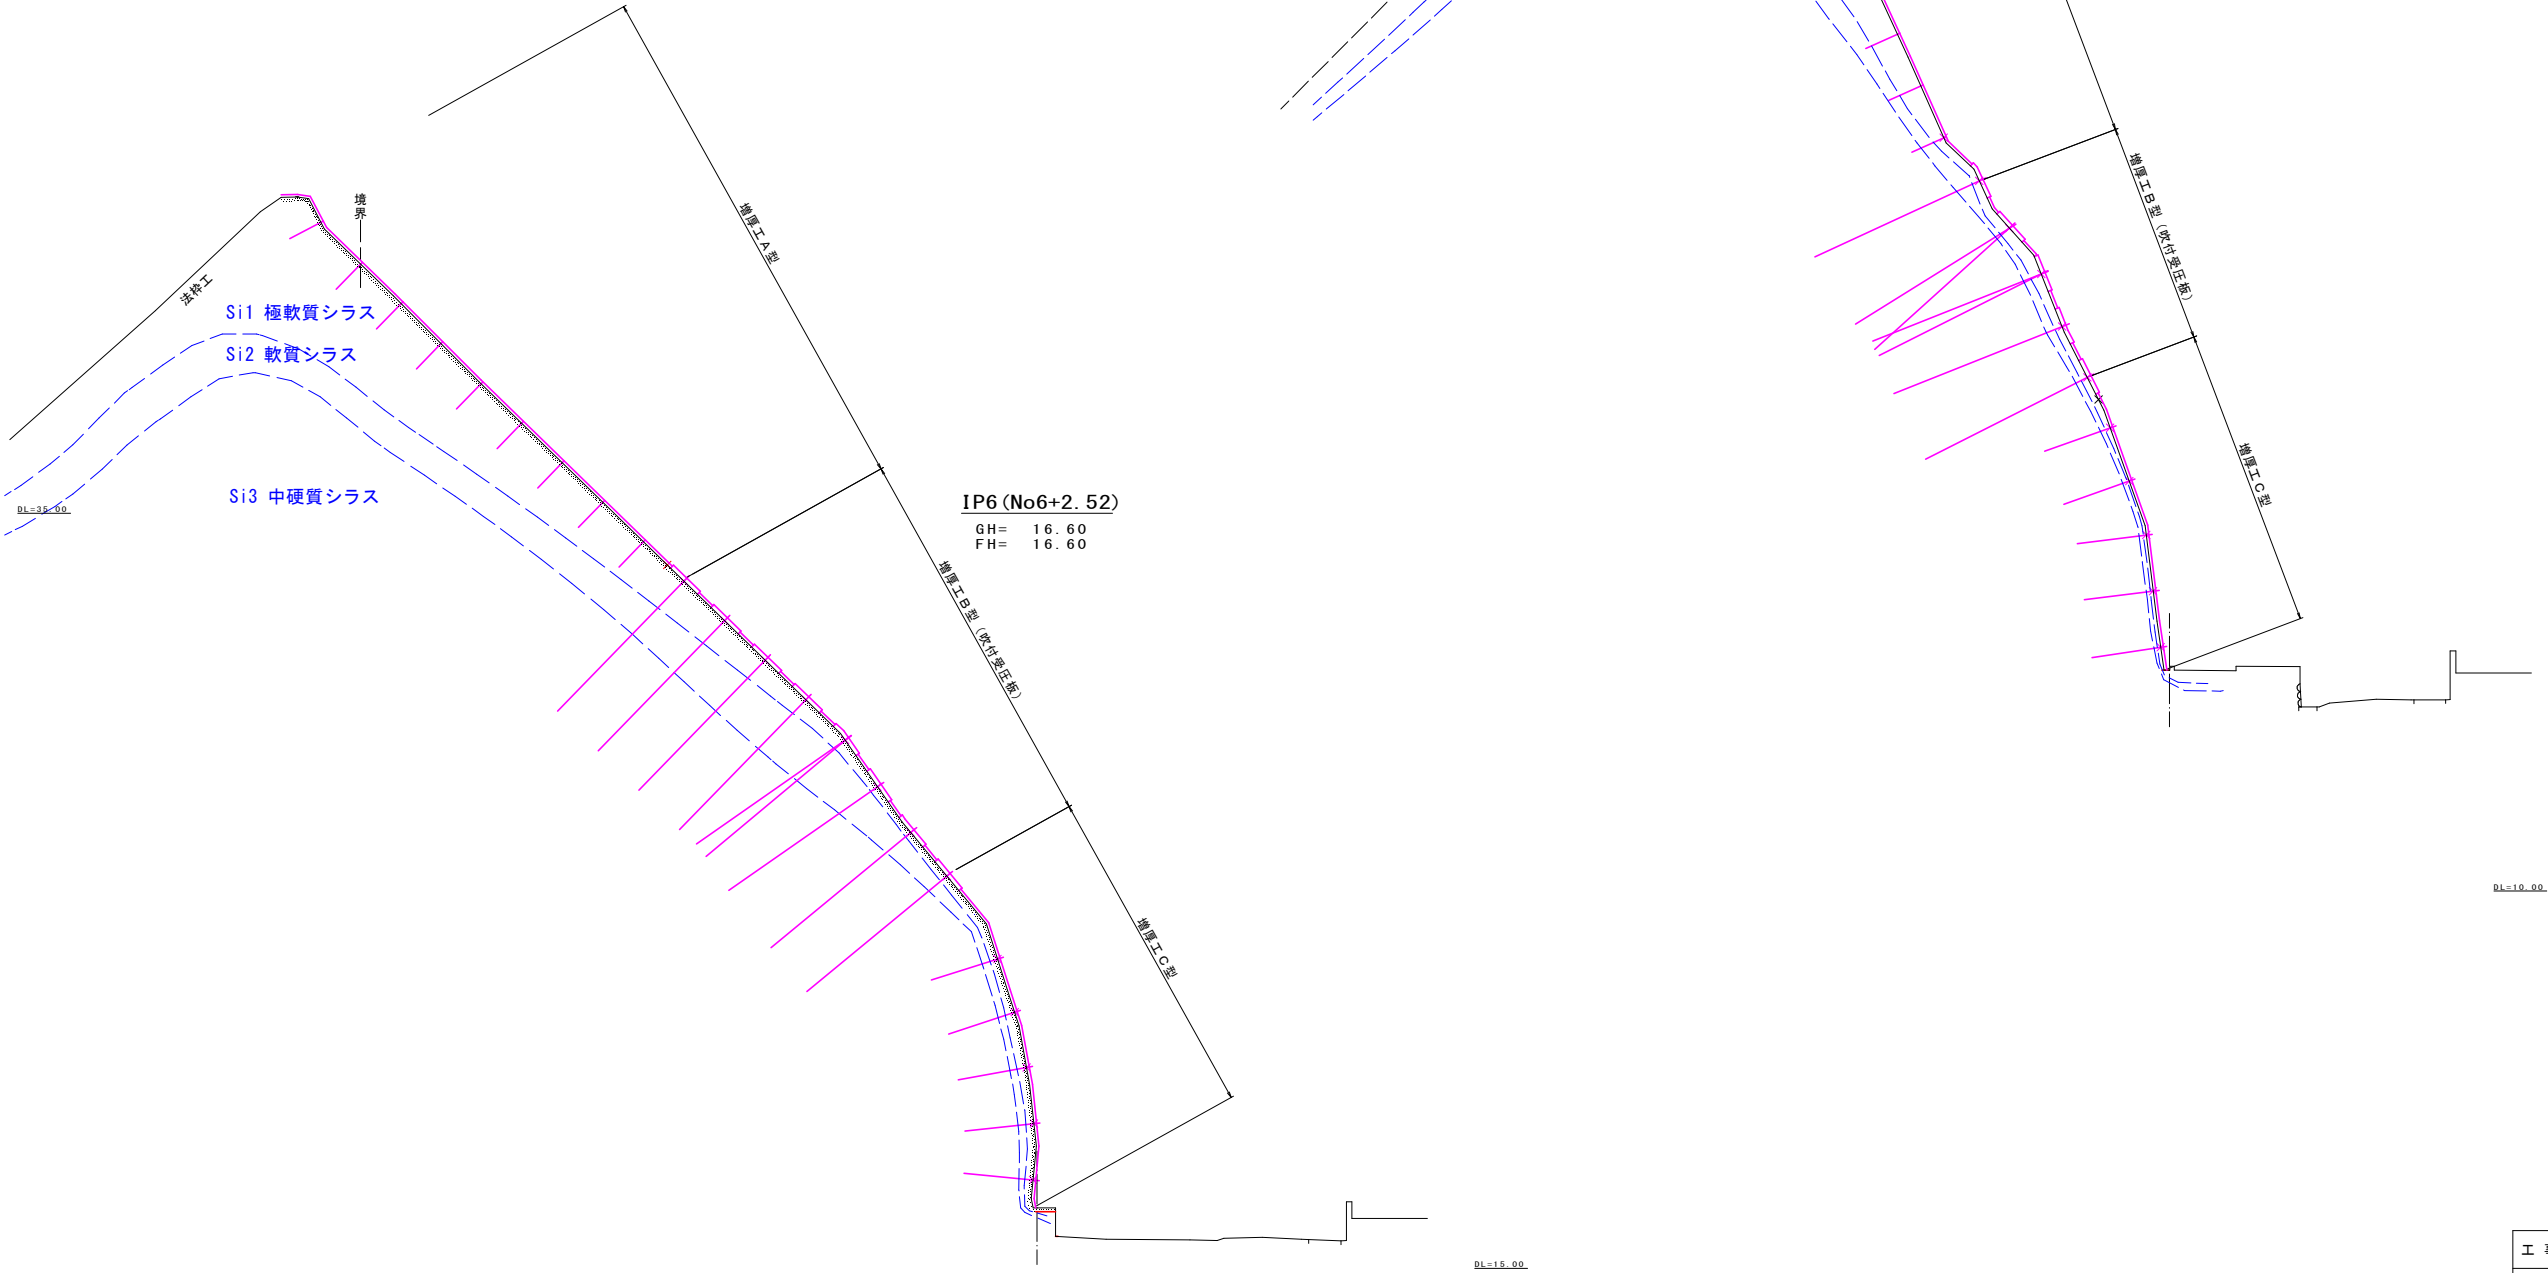 増厚工A型
境界
法枠工
Si1 極軟質シラス
Si2 軟質シラス
Si3 中硬質シラス
DL=35.00
IP6(No6+2.52)
GH= 16.60
FH= 16.60
増厚工B型(吹付受圧板)
増厚工C型
DL=15.00
増厚工B型(吹付受圧板)
増厚工C型
DL=10.00
工